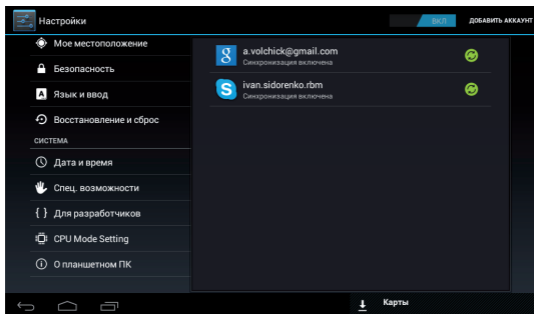 Настройки
ВКЛ
ДОБАВИТЬ АККАУНТ
Мое местоположение
Безопасность
A Язык и ввод
Восстановление и сброс
СИСТЕМА
Дата и время
Спец. возможности
{ } Для разработчиков
CPU Mode Setting
О планшетном ПК
g a.volchick@gmail.com
Синхронизация включена
S ivan.sidorenko.rbm
Синхронизация включена
Карты